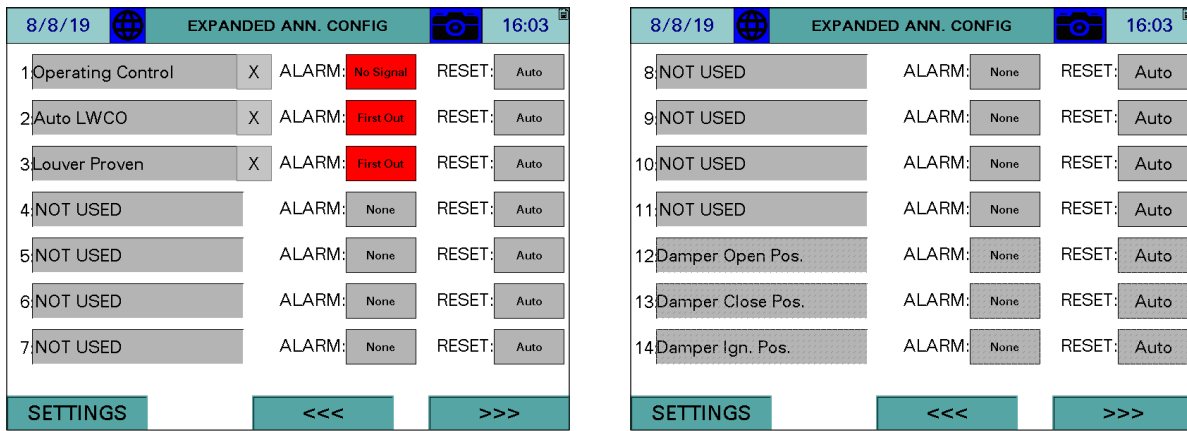 8/8/19 EXPANDED ANN. CONFIG 16:03
1:Operating Control X ALARM: No Signal RESET: Auto
2:Auto LWCO X ALARM: First Out RESET: Auto
3:Louver Proven X ALARM: First Out RESET: Auto
4:NOT USED ALARM: None RESET: Auto
5:NOT USED ALARM: None RESET: Auto
6:NOT USED ALARM: None RESET: Auto
7:NOT USED ALARM: None RESET: Auto
SETTINGS <<< >>>
8/8/19 EXPANDED ANN. CONFIG 16:03
8:NOT USED ALARM: None RESET: Auto
9:NOT USED ALARM: None RESET: Auto
10:NOT USED ALARM: None RESET: Auto
11:NOT USED ALARM: None RESET: Auto
12:Damper Open Pos. ALARM: None RESET: Auto
13:Damper Close Pos. ALARM: None RESET: Auto
14:Damper Ign. Pos. ALARM: None RESET: Auto
SETTINGS <<< >>>